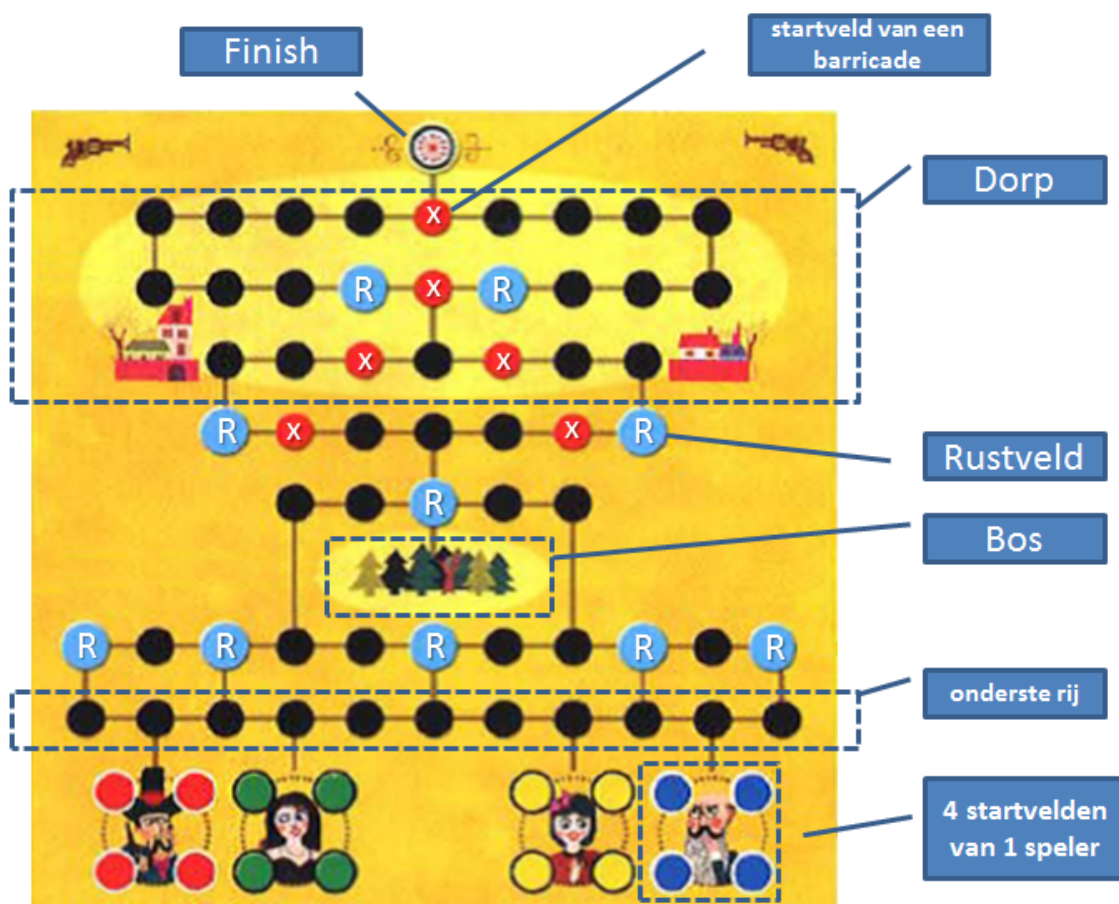 Finish
startveld van een
barricade
Dorp
X
R X R
X X
R X X R
Rustveld
R
Bos
R R R R R
onderste rij
4 startvelden
van 1 speler